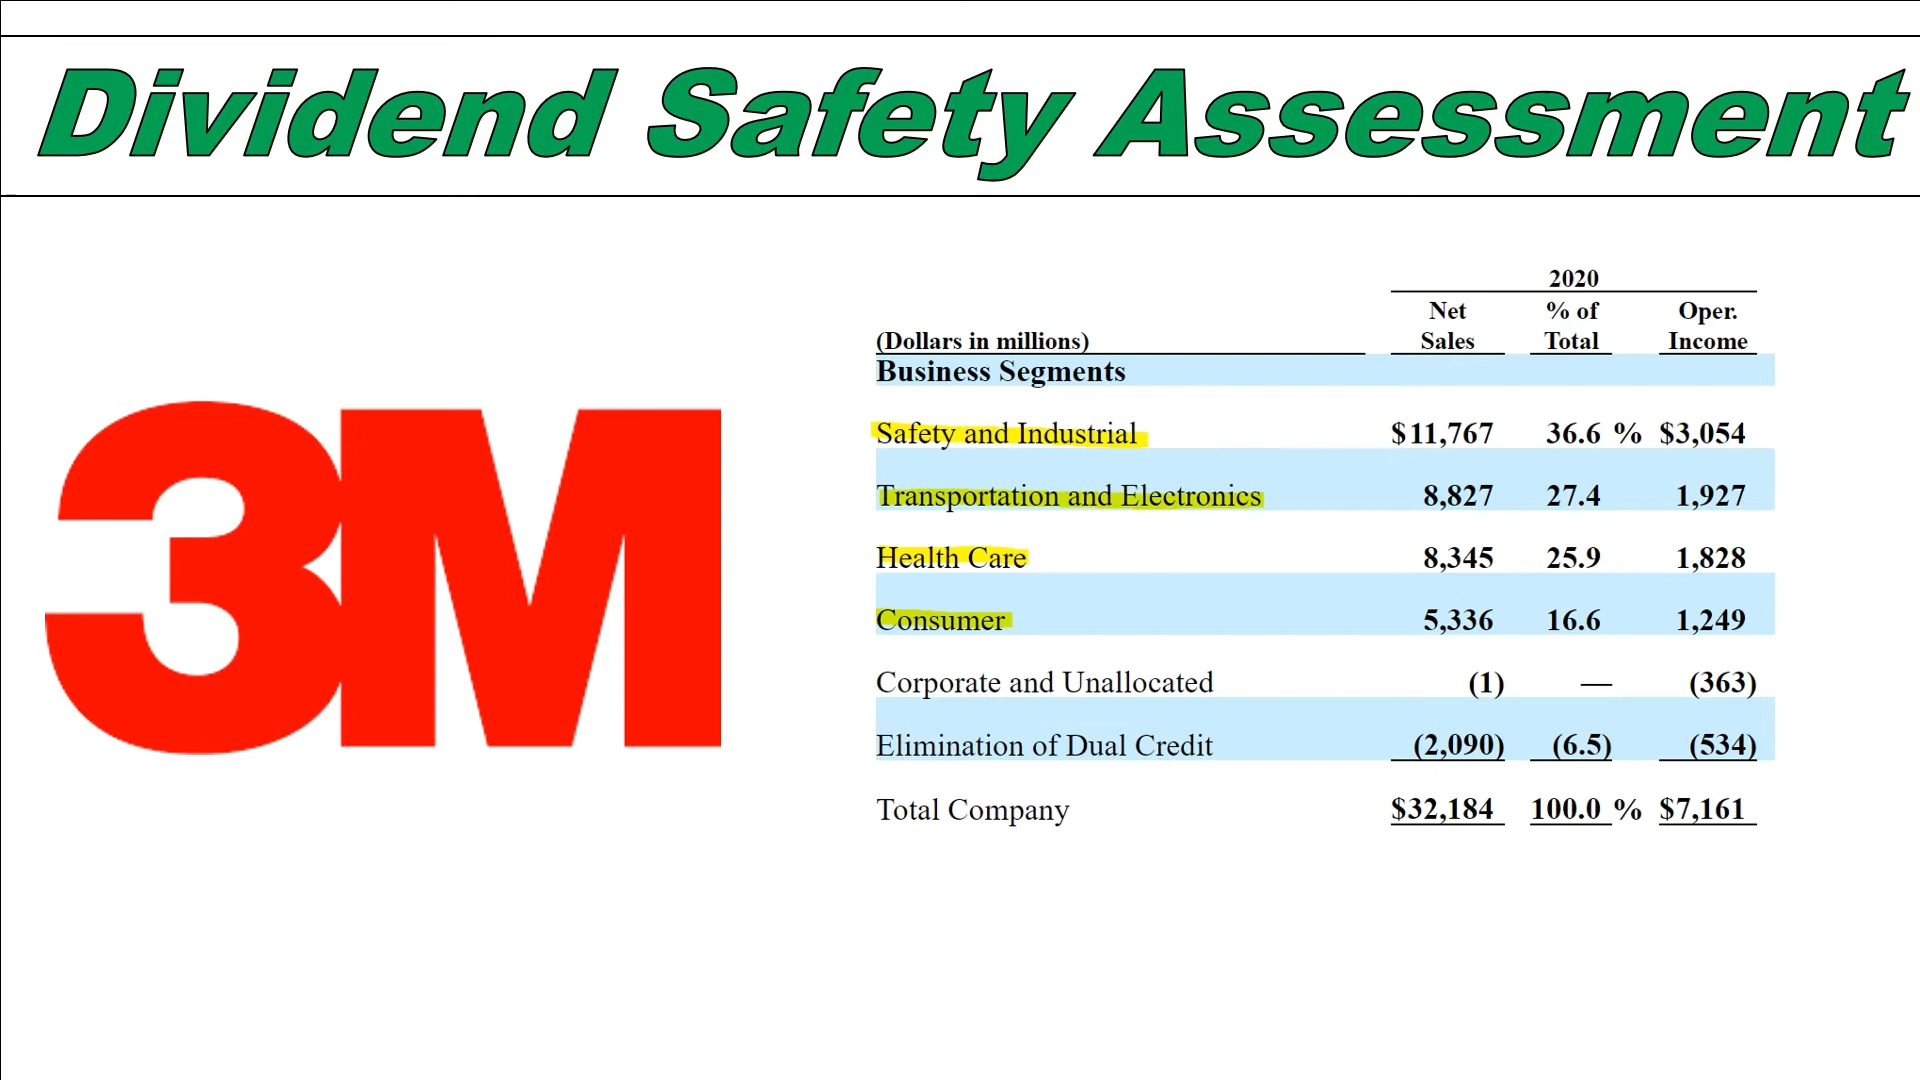 Dividend Safety Assessment
3M
2020
Net % of Oper.
(Dollars in millions) Sales Total Income
Business Segments
Safety and Industrial $11,767 36.6 % $3,054
Transportation and Electronics 8,827 27.4 1,927
Health Care 8,345 25.9 1,828
Consumer 5,336 16.6 1,249
Corporate and Unallocated (1) — (363)
Elimination of Dual Credit (2,090) (6.5) (534)
Total Company $32,184 100.0 % $7,161